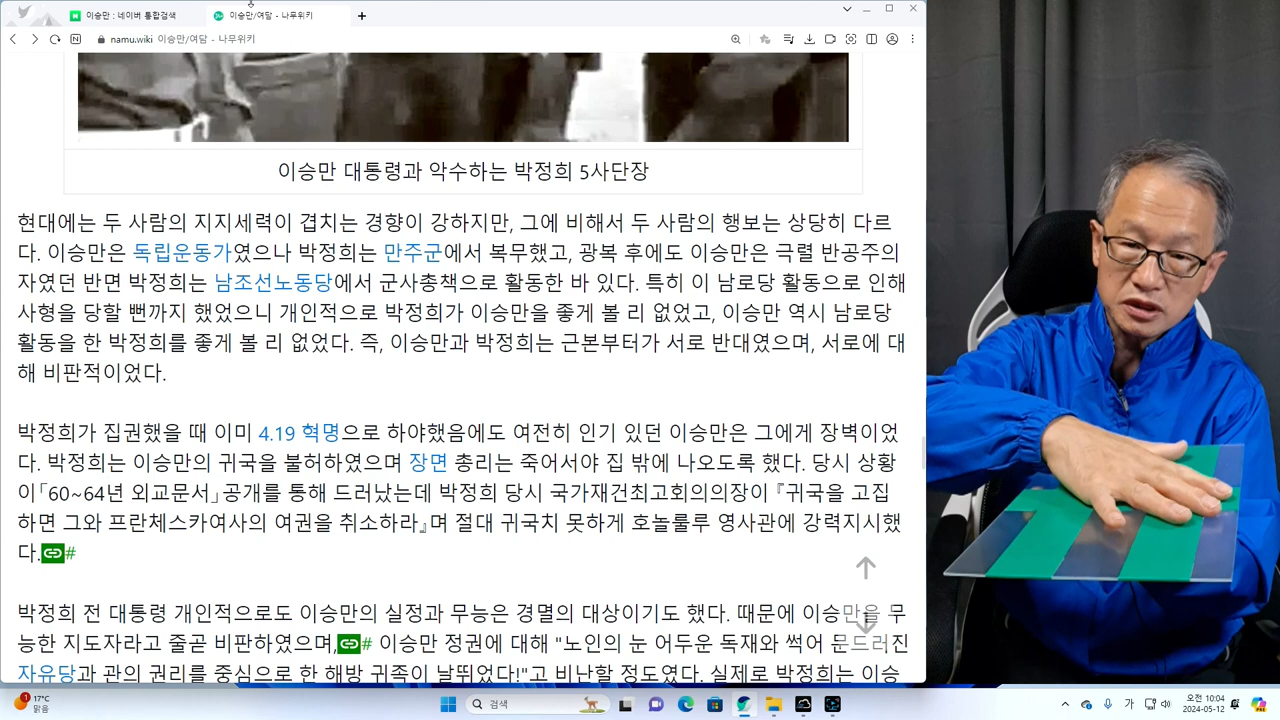 이승만 : 네이버 통합검색
이승만/여담 - 나무위키
namu.wiki 이승만/여담 - 나무위키
이승만 대통령과 악수하는 박정희 5사단장
현대에는 두 사람의 지지세력이 겹치는 경향이 강하지만, 그에 비해서 두 사람의 행보는 상당히 다르
다. 이승만은 독립운동가였으나 박정희는 만주군에서 복무했고, 광복 후에도 이승만은 극렬 반공주의
자였던 반면 박정희는 남조선노동당에서 군사총책으로 활동한 바 있다. 특히 이 남로당 활동으로 인해
사형을 당할 뻔까지 했었으니 개인적으로 박정희가 이승만을 좋게 볼 리 없었고, 이승만 역시 남로당
활동을 한 박정희를 좋게 볼 리 없었다. 즉, 이승만과 박정희는 근본부터가 서로 반대였으며, 서로에 대
해 비판적이었다.
박정희가 집권했을 때 이미 4.19 혁명으로 하야했음에도 여전히 인기 있던 이승만은 그에게 장벽이었
다. 박정희는 이승만의 귀국을 불허하였으며 장면 총리는 죽어서야 집 밖에 나오도록 했다. 당시 상황
이「60~64년 외교문서」공개를 통해 드러났는데 박정희 당시 국가재건최고회의의장이 『귀국을 고집
하면 그와 프란체스카여사의 여권을 취소하라』며 절대 귀국치 못하게 호놀룰루 영사관에 강력지시했
다.#
박정희 전 대통령 개인적으로도 이승만의 실정과 무능은 경멸의 대상이기도 했다. 때문에 이승만을 무
능한 지도자라고 줄곧 비판하였으며,# 이승만 정권에 대해 "노인의 눈 어두운 독재와 썩어 문드러진
자유당과 관의 권리를 중심으로 한 해방 귀족이 날뛰었다!"고 비난할 정도였다. 실제로 박정희는 이승
1
17°C
맑음
검색
가
오전 10:04
2024-05-12